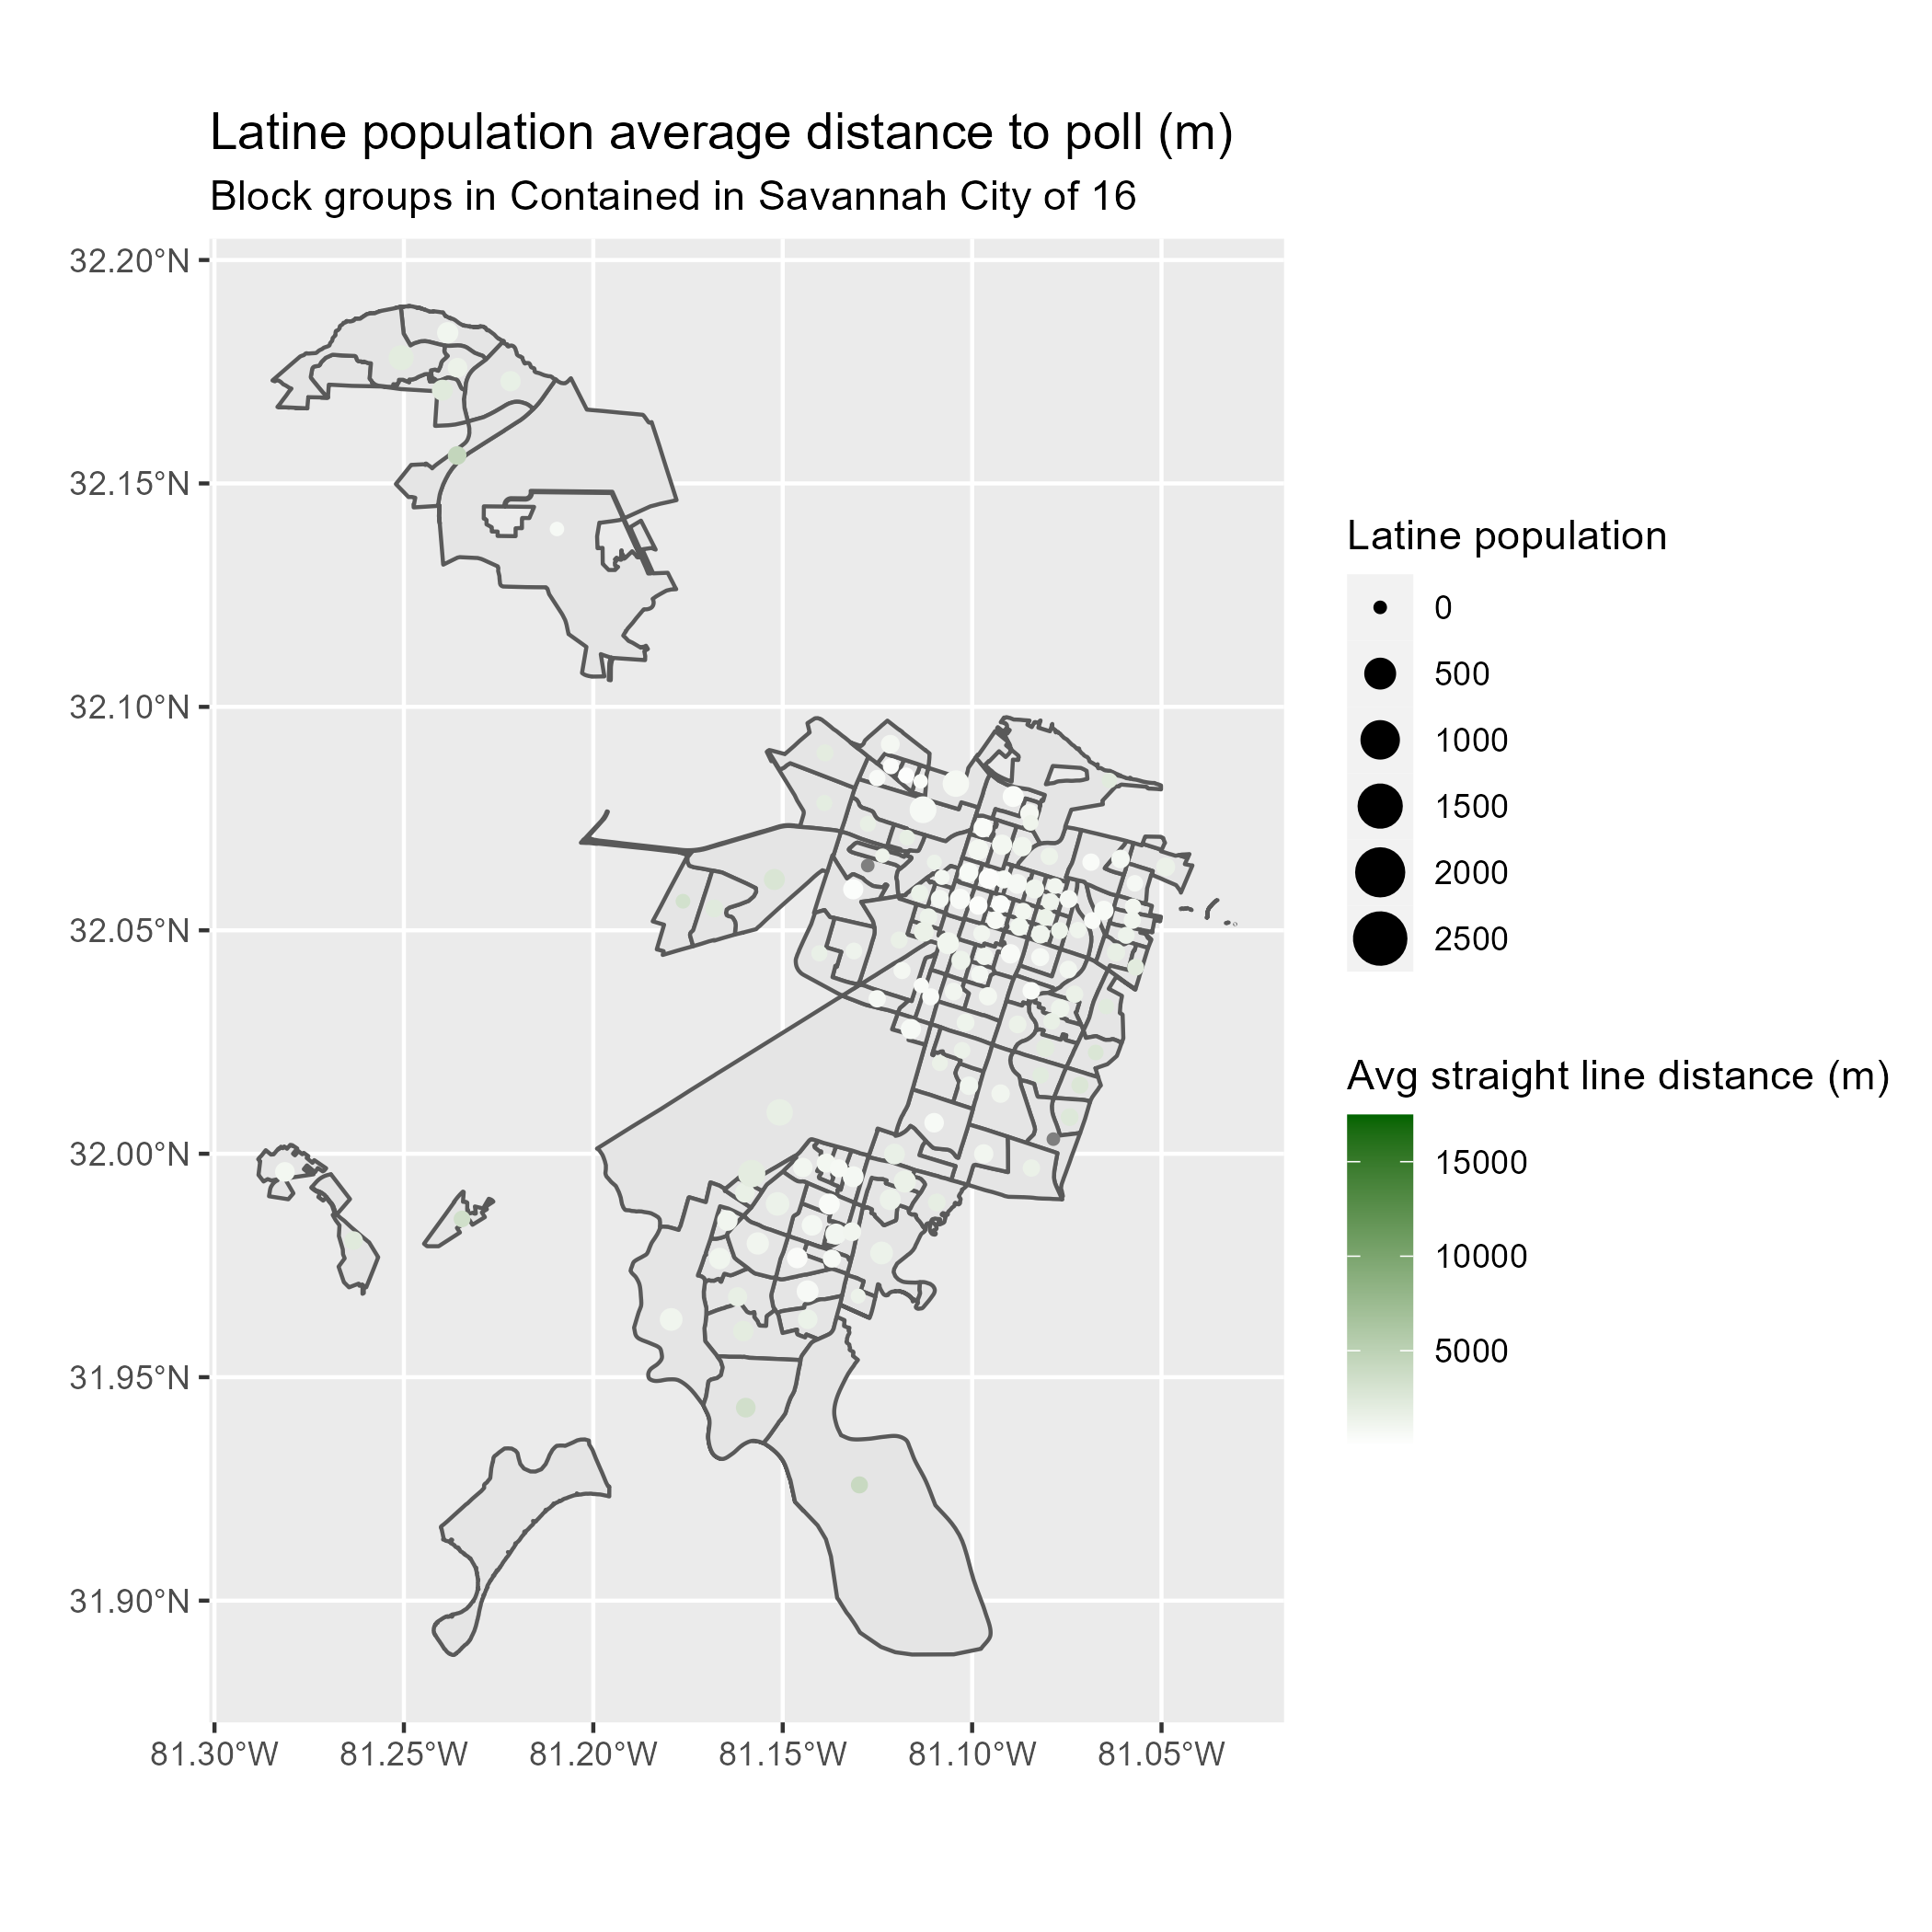 Latine population average distance to poll (m)
Block groups in Contained in Savannah City of 16
32.20°N
32.15°N
32.10°N
32.05°N
32.00°N
31.95°N
31.90°N
81.30°W
81.25°W
81.20°W
81.15°W
81.10°W
81.05°W
Latine population
0
500
1000
1500
2000
2500
Avg straight line distance (m)
15000
10000
5000